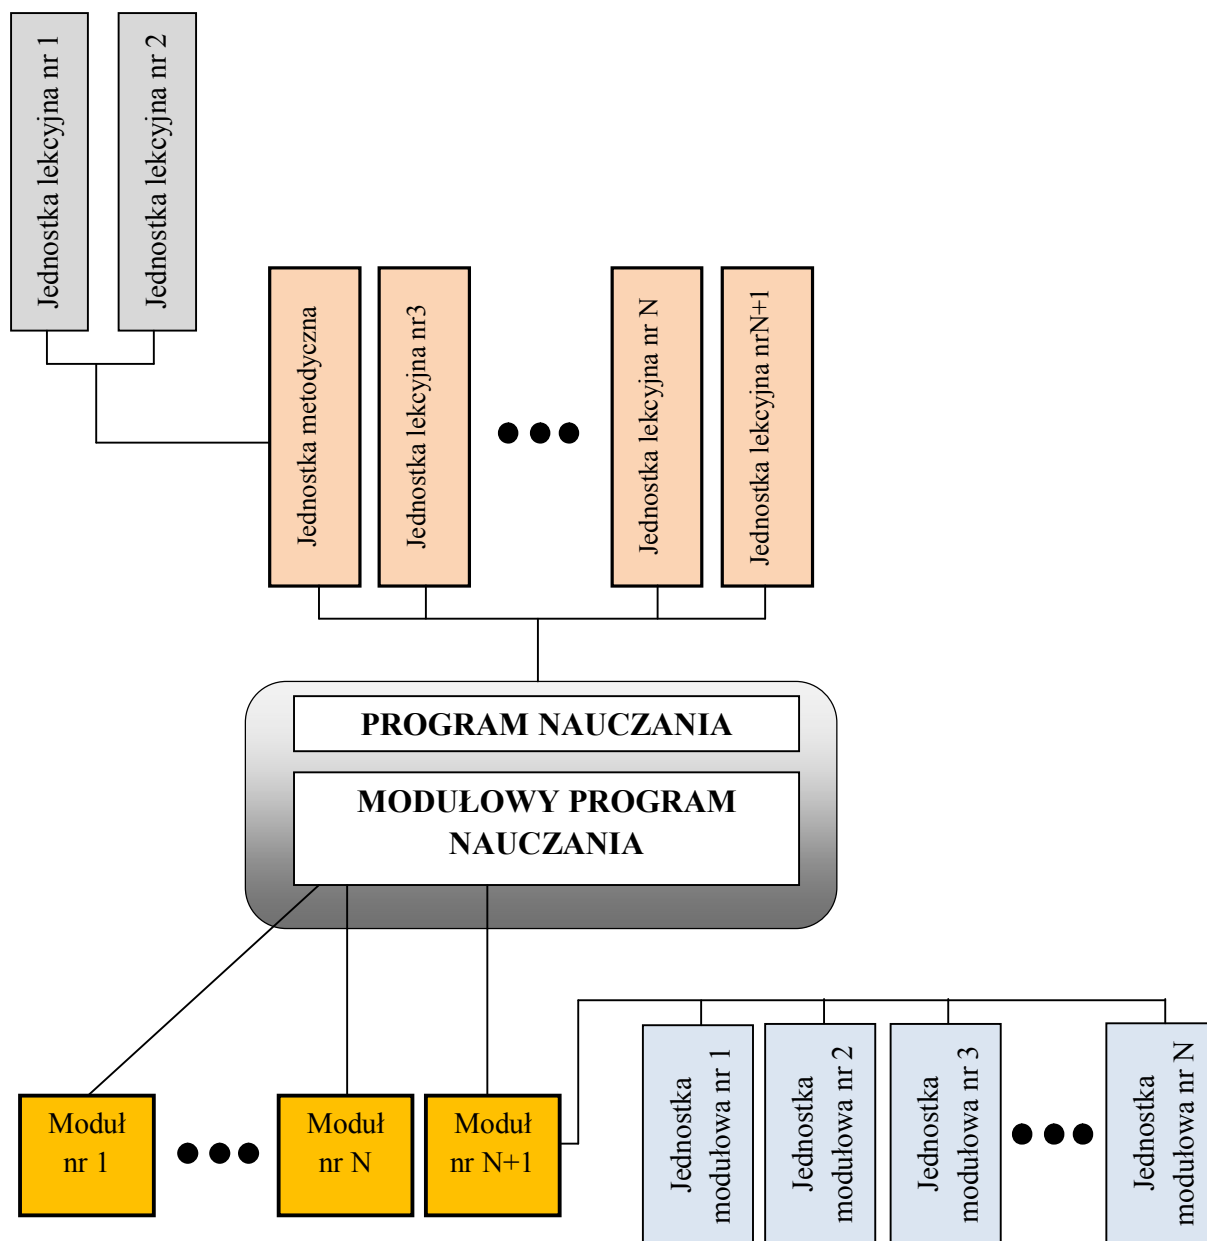 Jednostka lekcyjna nr 1
Jednostka lekcyjna nr 2
Jednostka metodyczna
Jednostka lekcyjna nr3
Jednostka lekcyjna nr N
Jednostka lekcyjna nrN+1
PROGRAM NAUCZANIA
MODUŁOWY PROGRAM
NAUCZANIA
Moduł
nr 1
Moduł
nr N
Moduł
nr N+1
Jednostka
modułowa nr 1
Jednostka
modułowa nr 2
Jednostka
modułowa nr 3
Jednostka
modułowa nr N